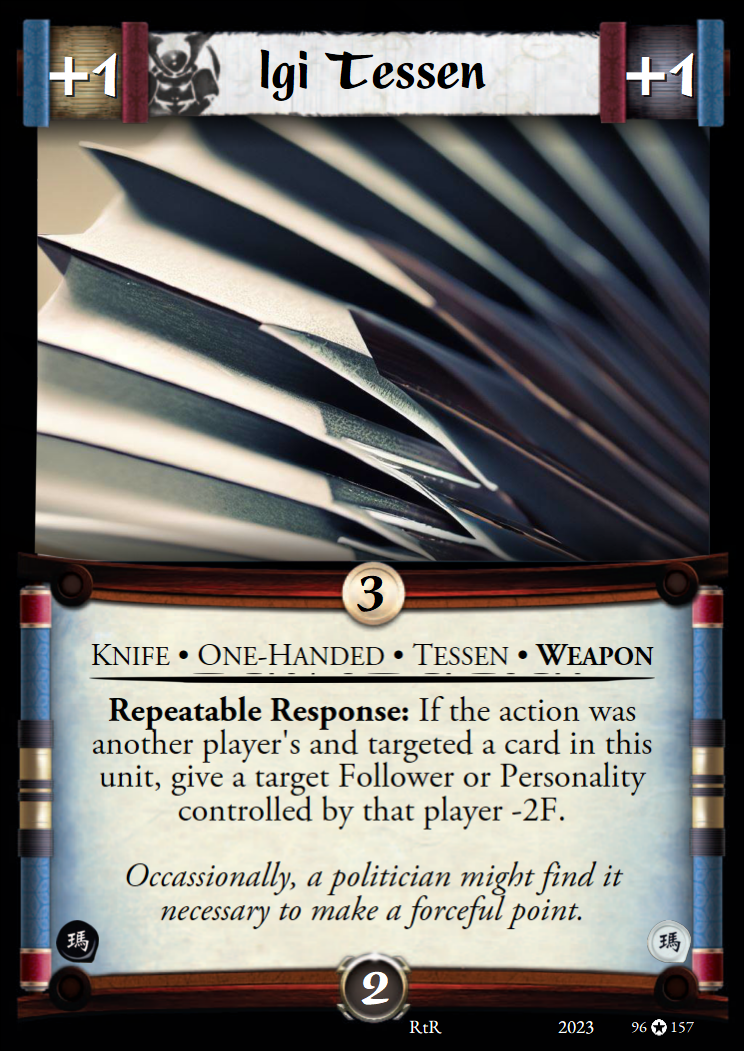 +1 Igi Tessen +1
3
KNIFE • ONE-HANDED • TESSEN • WEAPON
Repeatable Response: If the action was
another player's and targeted a card in this
unit, give a target Follower or Personality
controlled by that player -2F.
Occasionally, a politician might find it
necessary to make a forceful point.
瑪 瑪
2
RtR 2023 96 157